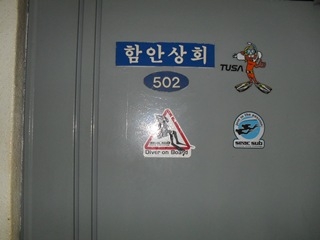 함안상회
TUSA
502
Diver on Board
seac sub